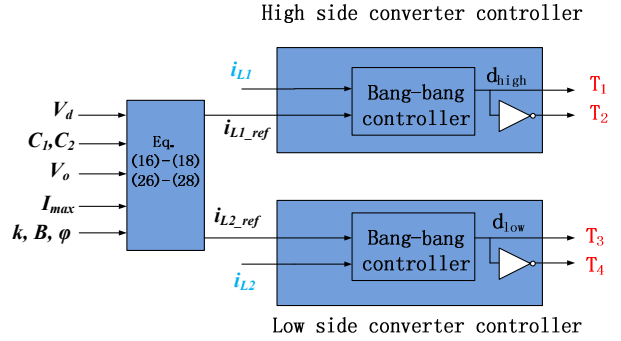 High side converter controller
iL1
Bang-bang
controller
dhigh
T1
T2
iL1_ref
Vd
C1,C2
Vo
Imax
k, B, φ
Eq.
(16)-(18)
(26)-(28)
iL2_ref
Bang-bang
controller
dlow
T3
T4
iL2
Low side converter controller